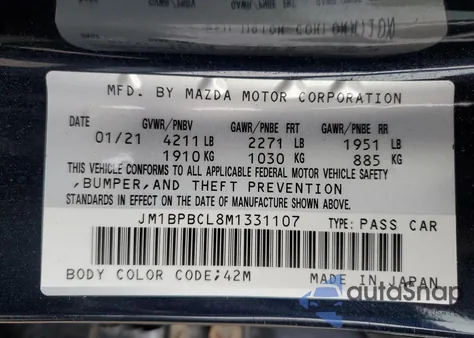 MFD. BY MAZDA MOTOR CORPORATION
DATE GVWR/PNBV GAWR/PNBE FRT GAWR/PNBE RR
01/21 4211 LB 2271 LB 1951 LB
1910 KG 1030 KG 885 KG
THIS VEHICLE CONFORMS TO ALL APPLICABLE FEDERAL MOTOR VEHICLE SAFETY
,BUMPER,AND THEFT PREVENTION
STANDARDS IN EFFECT ON THE DATE OF MANUFACTURE SHOWN ABOVE.
JM1BPBCL8M1331107 TYPE: PASS CAR
BODY COLOR CODE;42M MADE IN JAPAN
autoSnap